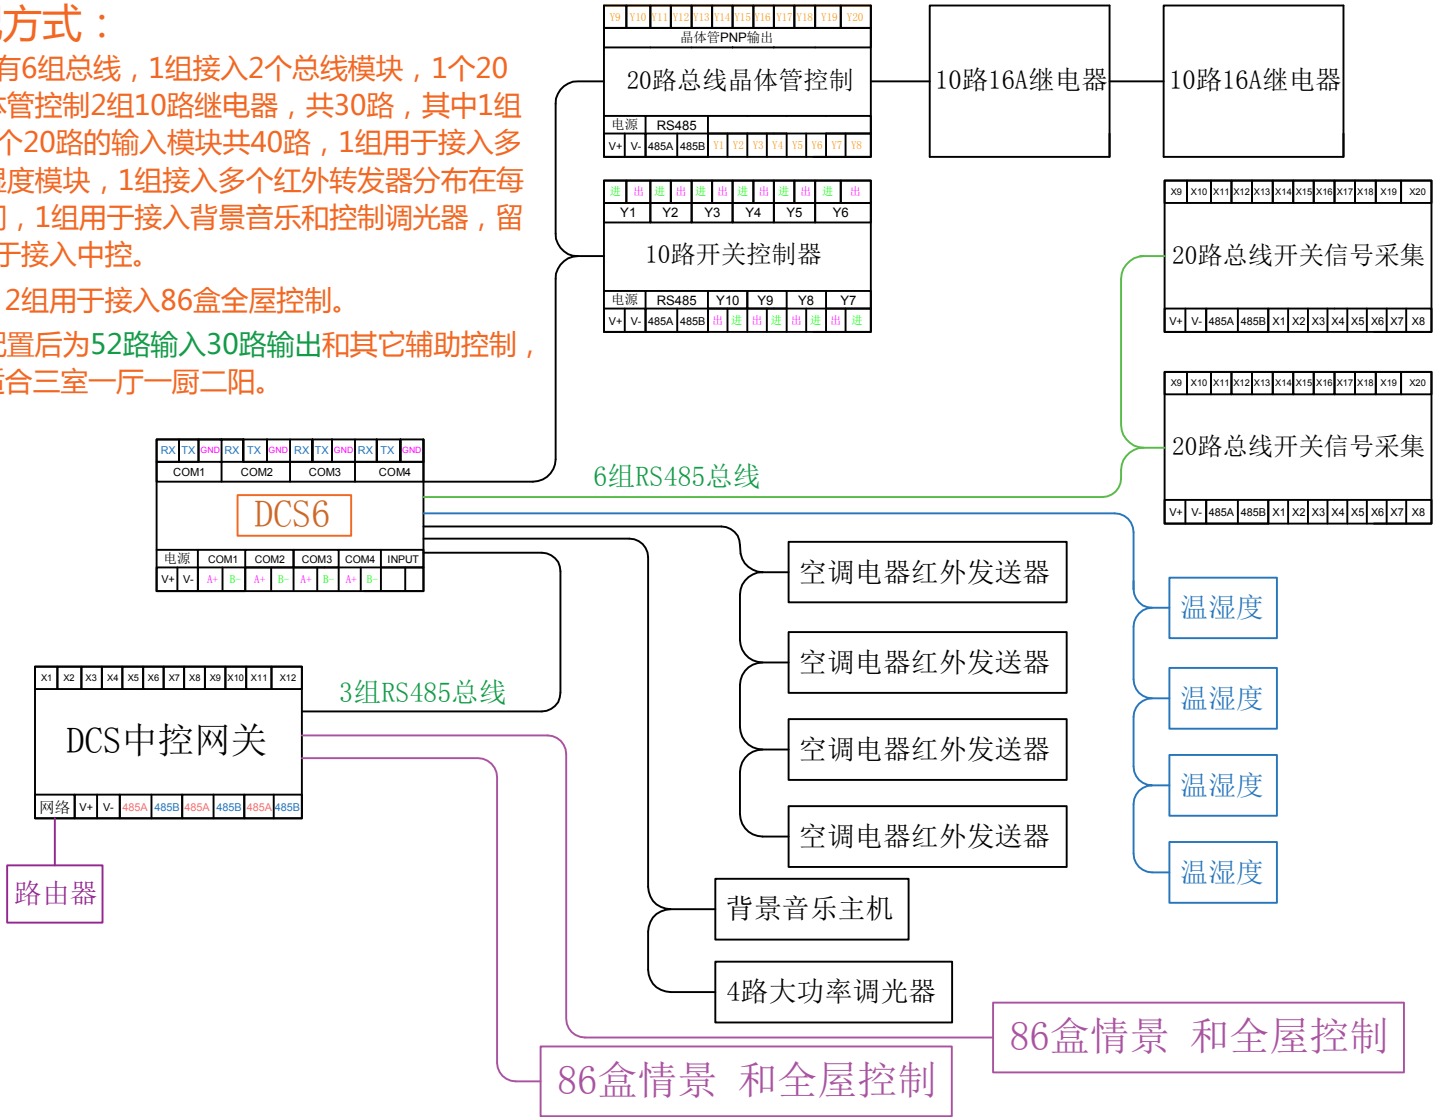 方式：
有6组总线，1组接入2个总线模块，1个20
管控制2组10路继电器，共30路，其中1组
个20路的输入模块共40路，1组用于接入多
湿度模块，1组接入多个红外转发器分布在每
，1组用于接入背景音乐和控制调光器，留
于接入中控。
2组用于接入86盒全屋控制。
配置后为52路输入30路输出和其它辅助控制，
适合三室一厅一厨二阳。
Y9 Y10 Y11 Y12 Y13 Y14 Y15 Y16 Y17 Y18 Y19 Y20
晶体管PNP输出
20路总线晶体管控制
电源 RS485
V+ V- 485A 485B Y1 Y2 Y3 Y4 Y5 Y6 Y7 Y8
10路16A继电器
10路16A继电器
进 出 进 出 进 出 进 出 进 出 进 出
Y1 Y2 Y3 Y4 Y5 Y6
10路开关控制器
电源 RS485 Y10 Y9 Y8 Y7
V+ V- 485A 485B 出 进 出 进 出 进 出 进
X9 X10 X11 X12 X13 X14 X15 X16 X17 X18 X19 X20
20路总线开关信号采集
V+ V- 485A 485B X1 X2 X3 X4 X5 X6 X7 X8
X9 X10 X11 X12 X13 X14 X15 X16 X17 X18 X19 X20
20路总线开关信号采集
V+ V- 485A 485B X1 X2 X3 X4 X5 X6 X7 X8
RX TX GND RX TX GND RX TX GND RX TX GND
COM1 COM2 COM3 COM4
DCS6
电源 COM1 COM2 COM3 COM4 INPUT
V+ V- A+ B- A+ B- A+ B- A+ B-
6组RS485总线
空调电器红外发送器
空调电器红外发送器
空调电器红外发送器
空调电器红外发送器
温湿度
温湿度
温湿度
温湿度
X1 X2 X3 X4 X5 X6 X7 X8 X9 X10 X11 X12
DCS中控网关
网络 V+ V- 485A 485B 485A 485B 485A 485B
3组RS485总线
路由器
背景音乐主机
4路大功率调光器
86盒情景 和全屋控制
86盒情景 和全屋控制